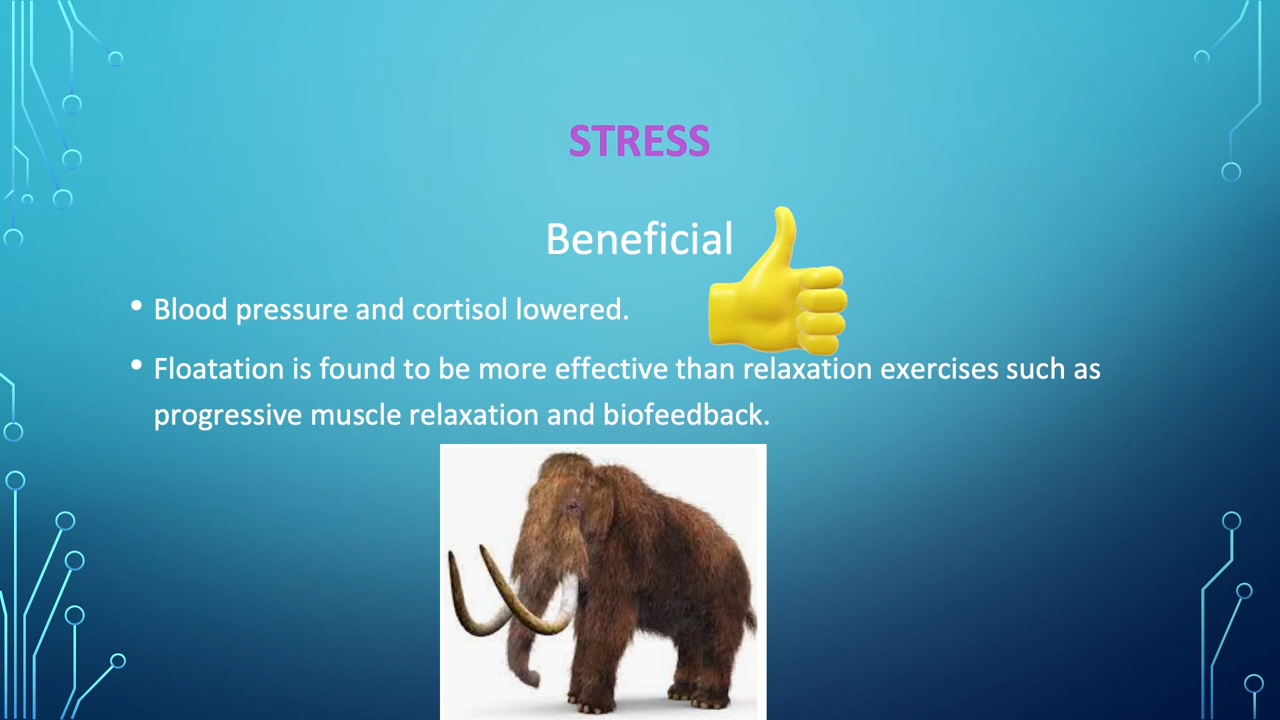 STRESS
Beneficial
• Blood pressure and cortisol lowered.
• Floatation is found to be more effective than relaxation exercises such as
progressive muscle relaxation and biofeedback.